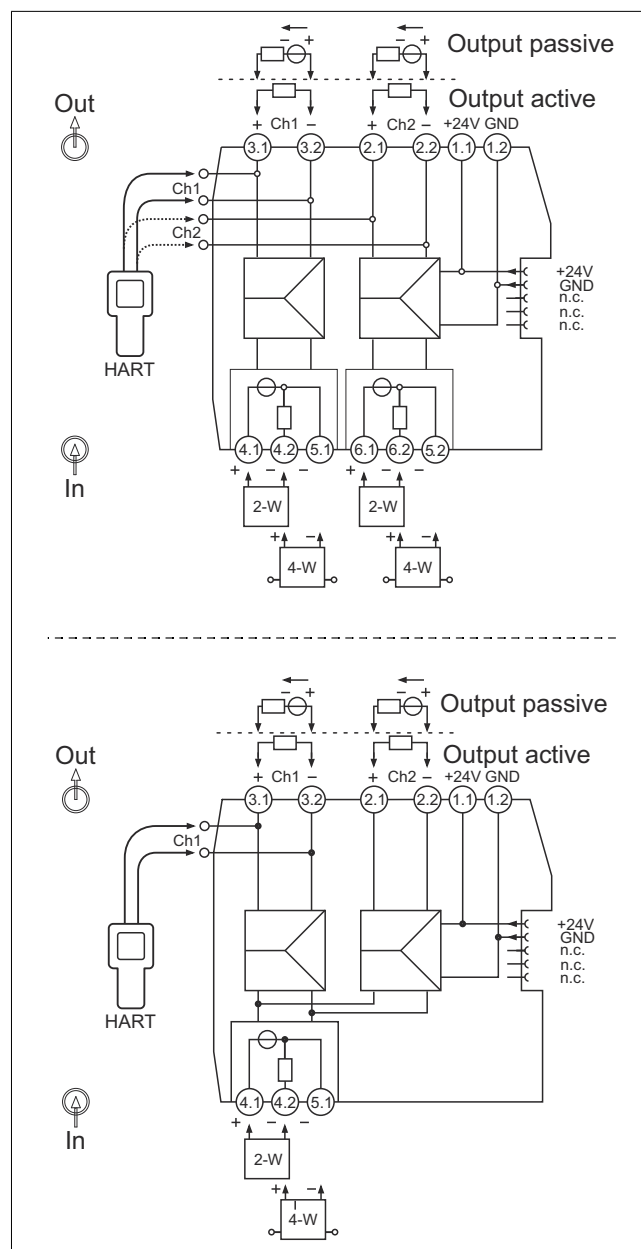 Output passive
− + − +
Out
Output active
+ Ch1 − + Ch2 − +24V GND
3.1 3.2 2.1 2.2 1.1 1.2
Ch1
Ch2
+24V
GND
n.c.
n.c.
n.c.
HART
4.1 4.2 5.1 6.1 6.2 5.2
+ − − + − −
In
2-W 2-W
+ − + −
4-W 4-W
− + − +
Output passive
Out
Output active
+ Ch1 − + Ch2 − +24V GND
3.1 3.2 2.1 2.2 1.1 1.2
Ch1
+24V
GND
n.c.
n.c.
n.c.
HART
4.1 4.2 5.1
+ − −
In
2-W
+ −
4-W